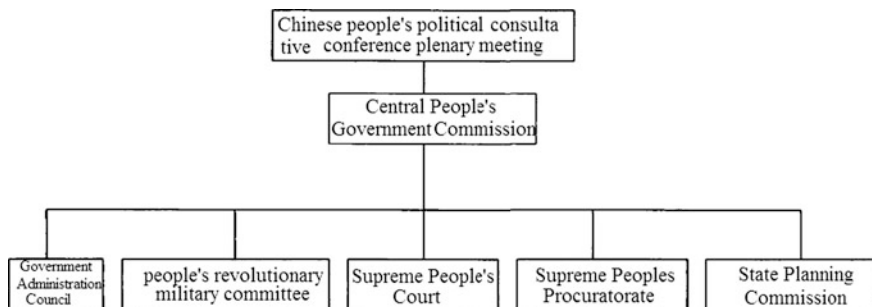 Chinese people's political consulta
tive conference plenary meeting
Central People's
Government Commission
Government
Administration
Council
people's revolutionary
military committee
Supreme People's
Court
Supreme Peoples
Procuratorate
State Planning
Commission